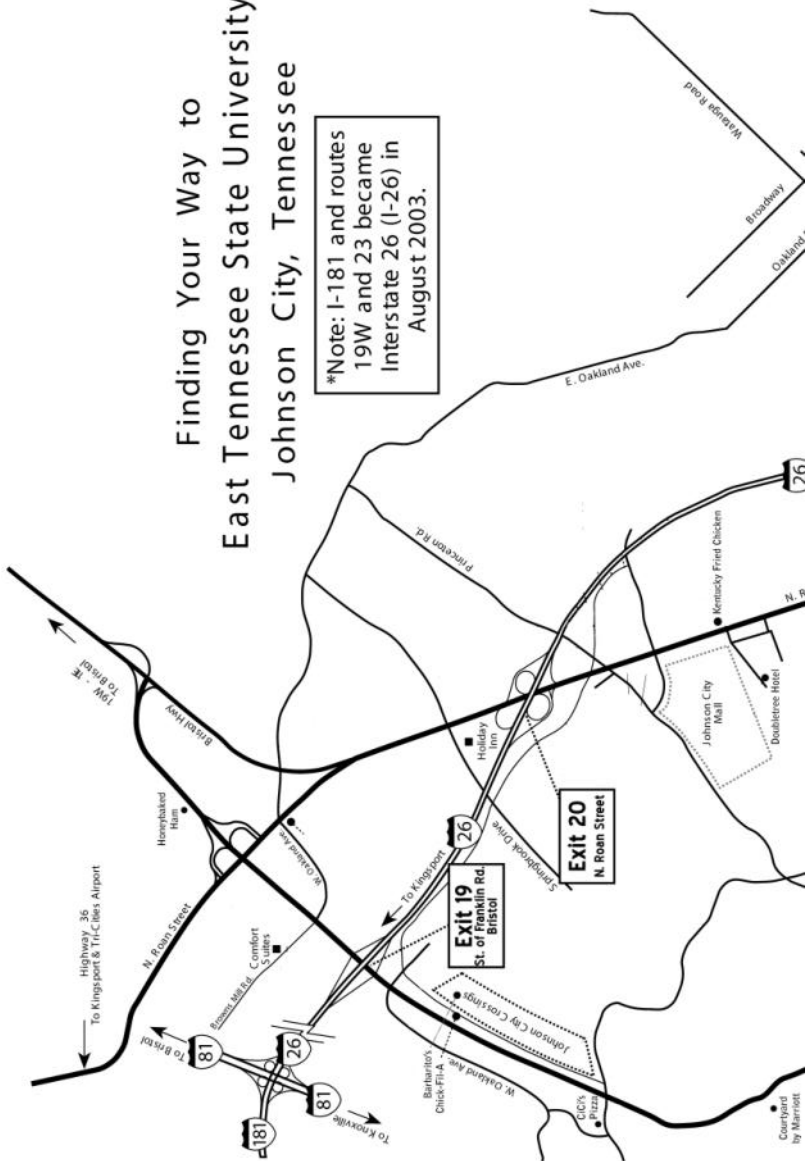 Finding Your Way to
East Tennessee State University
Johnson City, Tennessee
*Note: I-181 and routes
19W and 23 became
Interstate 26 (I-26) in
August 2003.
Watauga Road
Broadway
Oakland
E. Oakland Ave.
Princeton Rd.
19W - 11E
To Bristol
Bristol Hwy
Honeybaked
Ham
Highway 36
To Kingsport & Tri-Cities Airport
N. Roan Street
W. Oakland Ave.
Comfort
Suites
Browns Mill Rd.
Holiday
Inn
26
To Kingsport
Springbrook Drive
Exit 19
St. of Franklin Rd.
Bristol
Exit 20
N. Roan Street
To Bristol
81
26
81
181
To Knoxville
Barbarito's
Chick-Fil-A
Johnson City Crossings
W. Oakland Ave.
CiCi's
Pizza
Courtyard
by Marriott
Johnson City
Mall
Kentucky Fried Chicken
Doubletree Hotel
N. R
26